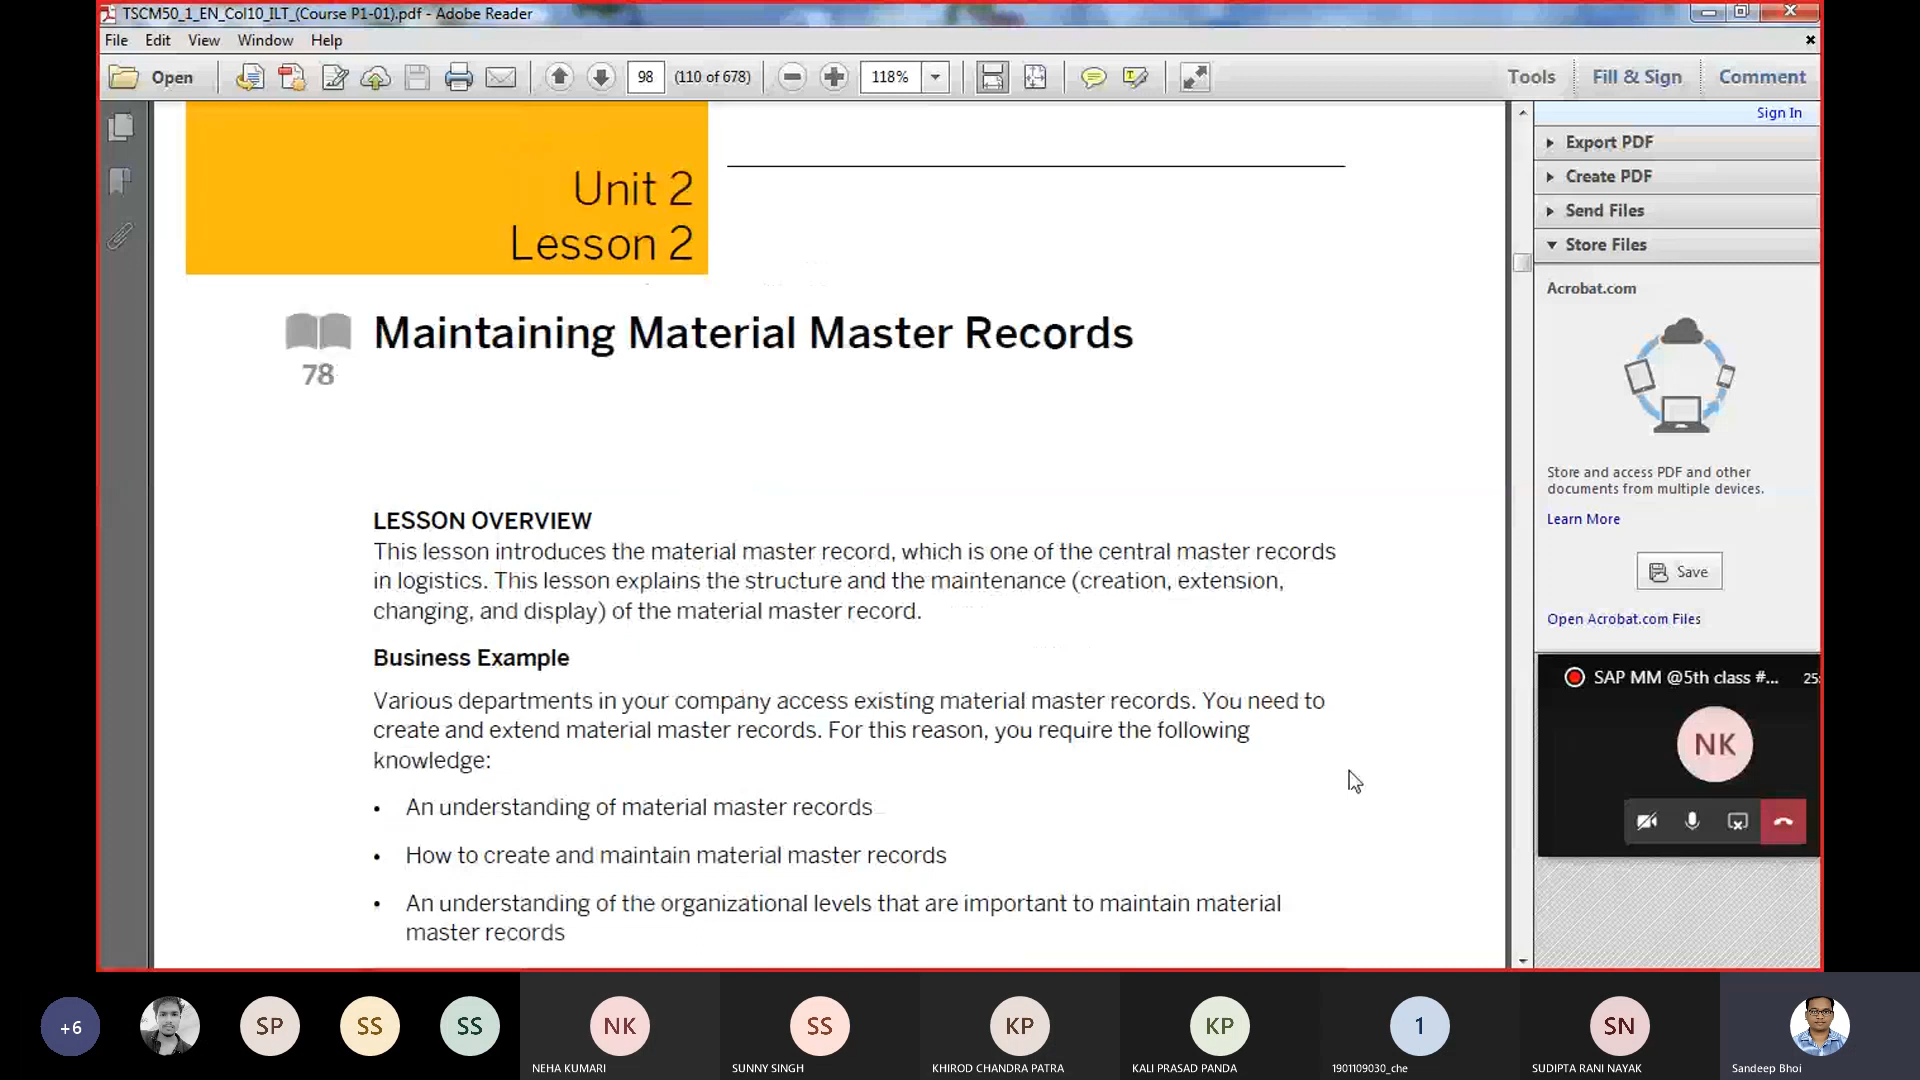 TSCM50_1_EN_Col10_ILT_(Course P1-01).pdf - Adobe Reader
File Edit View Window Help
Open 98 (110 of 678) 118% Tools Fill & Sign Comment
Sign In
Export PDF
Create PDF
Send Files
Store Files
Acrobat.com
Store and access PDF and other
documents from multiple devices.
Learn More
Save
Open Acrobat.com Files
Unit 2
Lesson 2
78
Maintaining Material Master Records
LESSON OVERVIEW
This lesson introduces the material master record, which is one of the central master records
in logistics. This lesson explains the structure and the maintenance (creation, extension,
changing, and display) of the material master record.
Business Example
Various departments in your company access existing material master records. You need to
create and extend material master records. For this reason, you require the following
knowledge:
• An understanding of material master records
• How to create and maintain material master records
• An understanding of the organizational levels that are important to maintain material
master records
SAP MM @5th class #... 25:
NK
+6 SP SS SS NK SS KP KP 1 SN
NEHA KUMARI SUNNY SINGH KHIROD CHANDRA PATRA KALI PRASAD PANDA 1901109030_che SUDIPTA RANI NAYAK Sandeep Bhoi